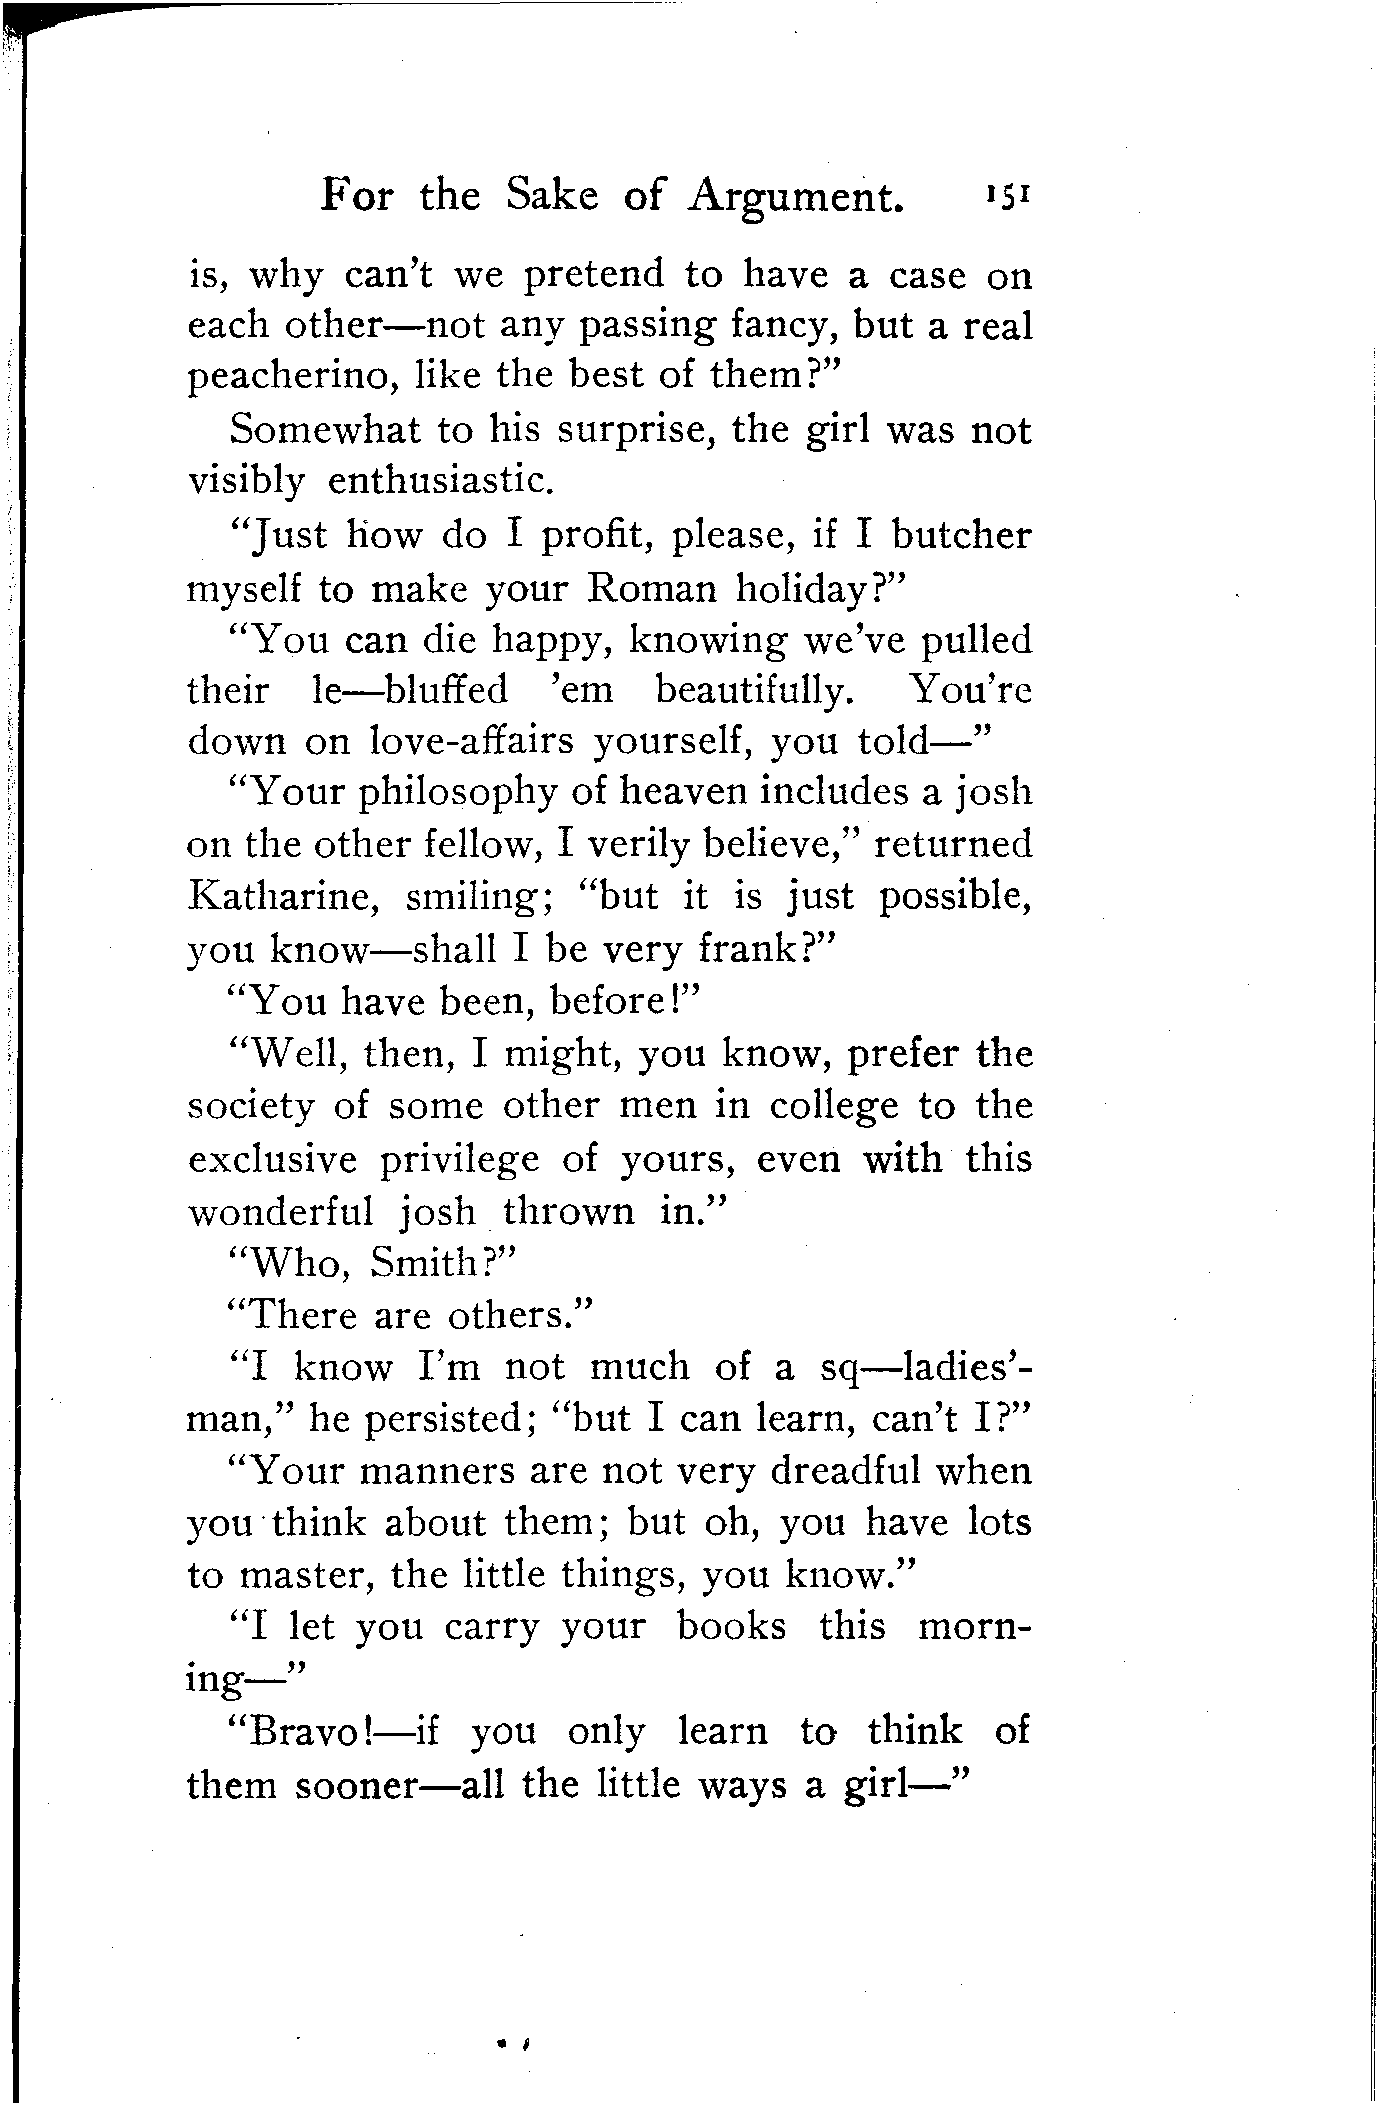 For the Sake of Argument. 151
is, why can't we pretend to have a case on
each other—not any passing fancy, but a real
peacherino, like the best of them?"
Somewhat to his surprise, the girl was not
visibly enthusiastic.
"Just how do I profit, please, if I butcher
myself to make your Roman holiday?"
"You can die happy, knowing we've pulled
their le—bluffed 'em beautifully. You're
down on love-affairs yourself, you told—"
"Your philosophy of heaven includes a josh
on the other fellow, I verily believe," returned
Katharine, smiling; "but it is just possible,
you know—shall I be very frank?"
"You have been, before!"
"Well, then, I might, you know, prefer the
society of some other men in college to the
exclusive privilege of yours, even with this
wonderful josh thrown in."
"Who, Smith?"
"There are others."
"I know I'm not much of a sq—ladies'-
man," he persisted; "but I can learn, can't I?"
"Your manners are not very dreadful when
you think about them; but oh, you have lots
to master, the little things, you know."
"I let you carry your books this morn-
ing—"
"Bravo!—if you only learn to think of
them sooner—all the little ways a girl—"